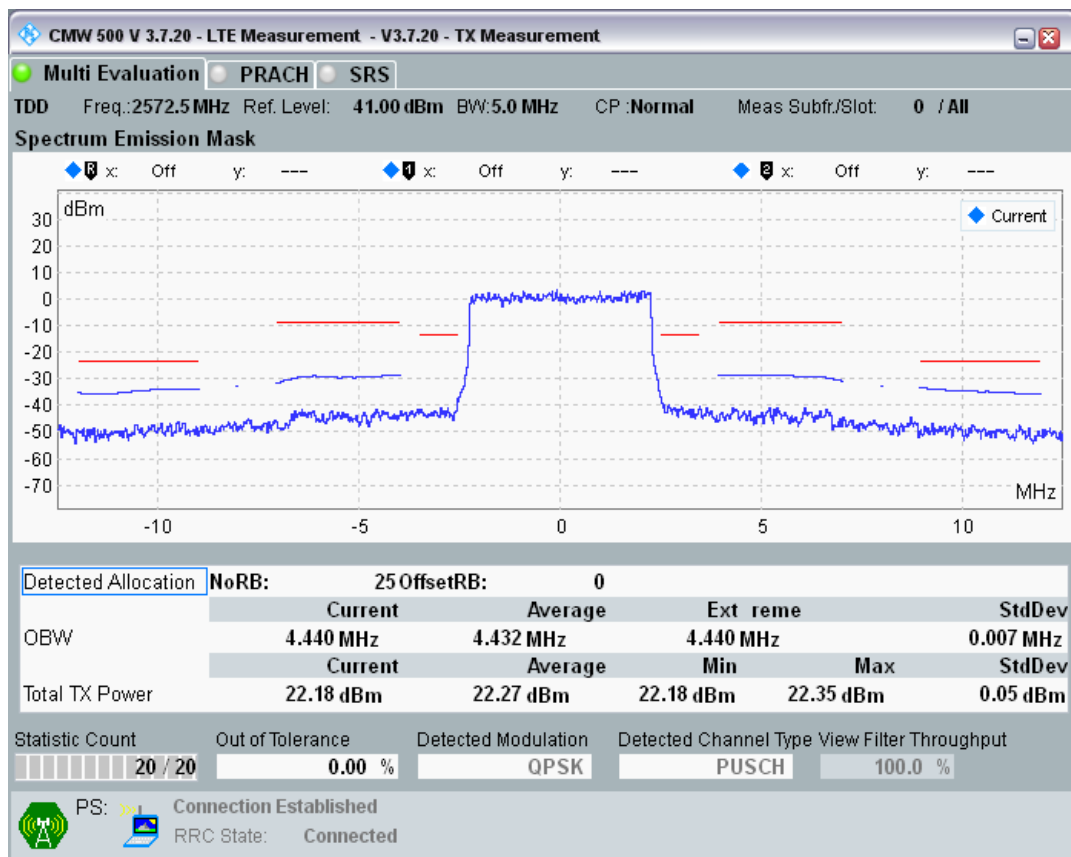 CMW 500 V 3.7.20 - LTE Measurement - V3.7.20 - TX Measurement
Multi Evaluation PRACH SRS
TDD Freq.:2572.5 MHz Ref. Level: 41.00 dBm BW:5.0 MHz CP :Normal Meas Subfr./Slot: 0 / All
Spectrum Emission Mask
R x: Off y: --- 1 x: Off y: --- 2 x: Off y: ---
dBm
Current
30
20
10
0
-10
-20
-30
-40
-50
-60
-70
MHz
-10 -5 0 5 10
Detected Allocation NoRB: 25 OffsetRB: 0
Current Average Ext reme StdDev
OBW 4.440 MHz 4.432 MHz 4.440 MHz 0.007 MHz
Current Average Min Max StdDev
Total TX Power 22.18 dBm 22.27 dBm 22.18 dBm 22.35 dBm 0.05 dBm
Statistic Count Out of Tolerance Detected Modulation Detected Channel Type View Filter Throughput
20 / 20 0.00 % QPSK PUSCH 100.0 %
PS: Connection Established
RRC State: Connected